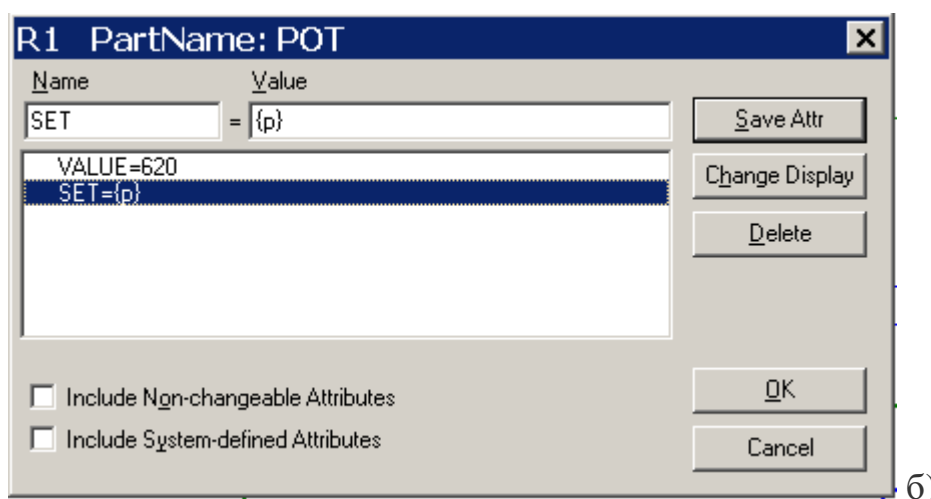 R1 PartName: POT
Name Value
SET = {p} Save Attr
VALUE=620
SET={p}
Change Display
Delete
Include Non-changeable Attributes
Include System-defined Attributes
OK
Cancel
б)